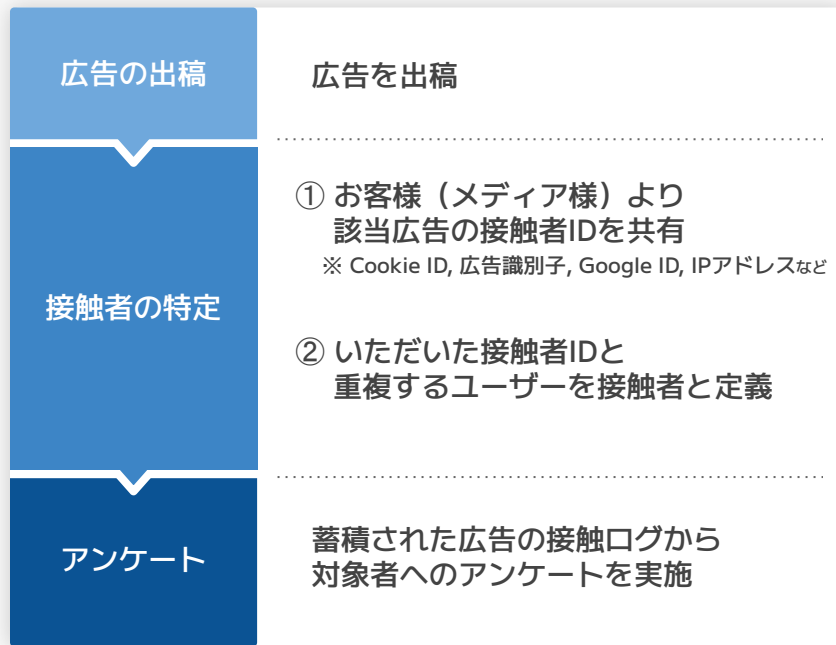 広告の出稿
広告を出稿
接触者の特定
① お客様（メディア様）より
該当広告の接触者IDを共有
※ Cookie ID, 広告識別子, Google ID, IPアドレスなど
② いただいた接触者IDと
重複するユーザーを接触者と定義
アンケート
蓄積された広告の接触ログから
対象者へのアンケートを実施